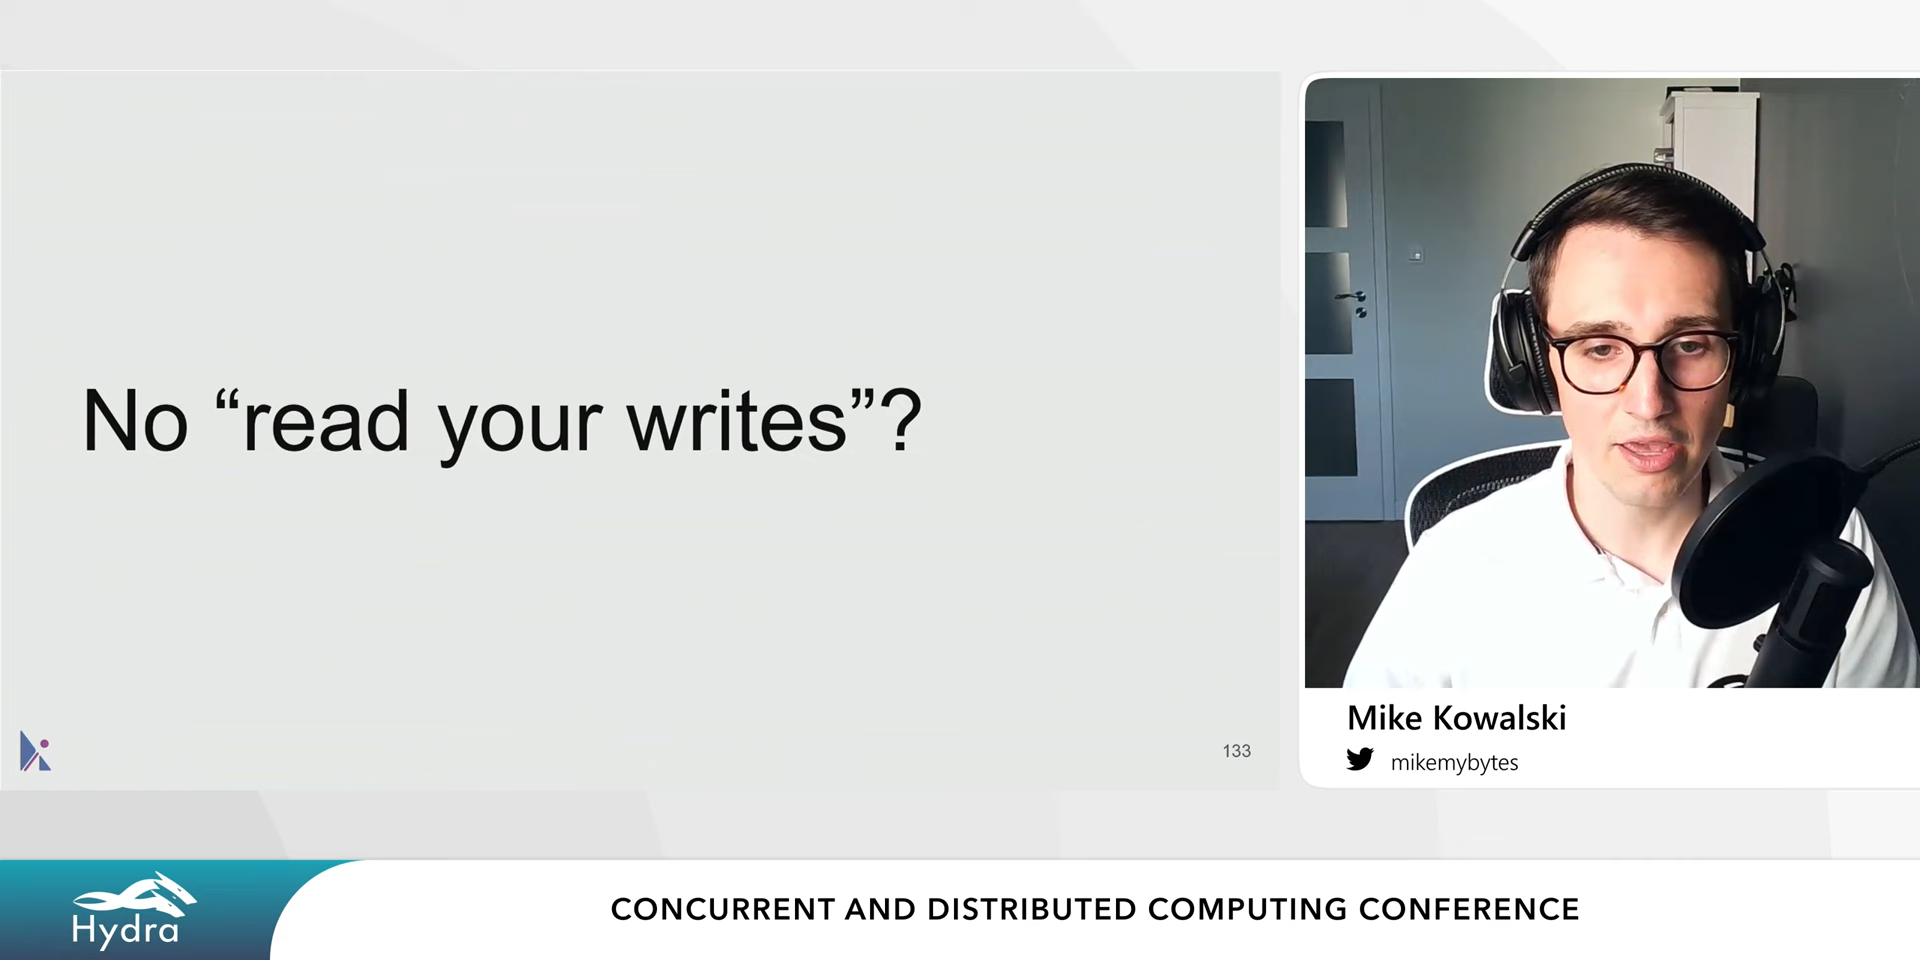 No “read your writes”?
133
Mike Kowalski
mikemybytes
Hydra
CONCURRENT AND DISTRIBUTED COMPUTING CONFERENCE